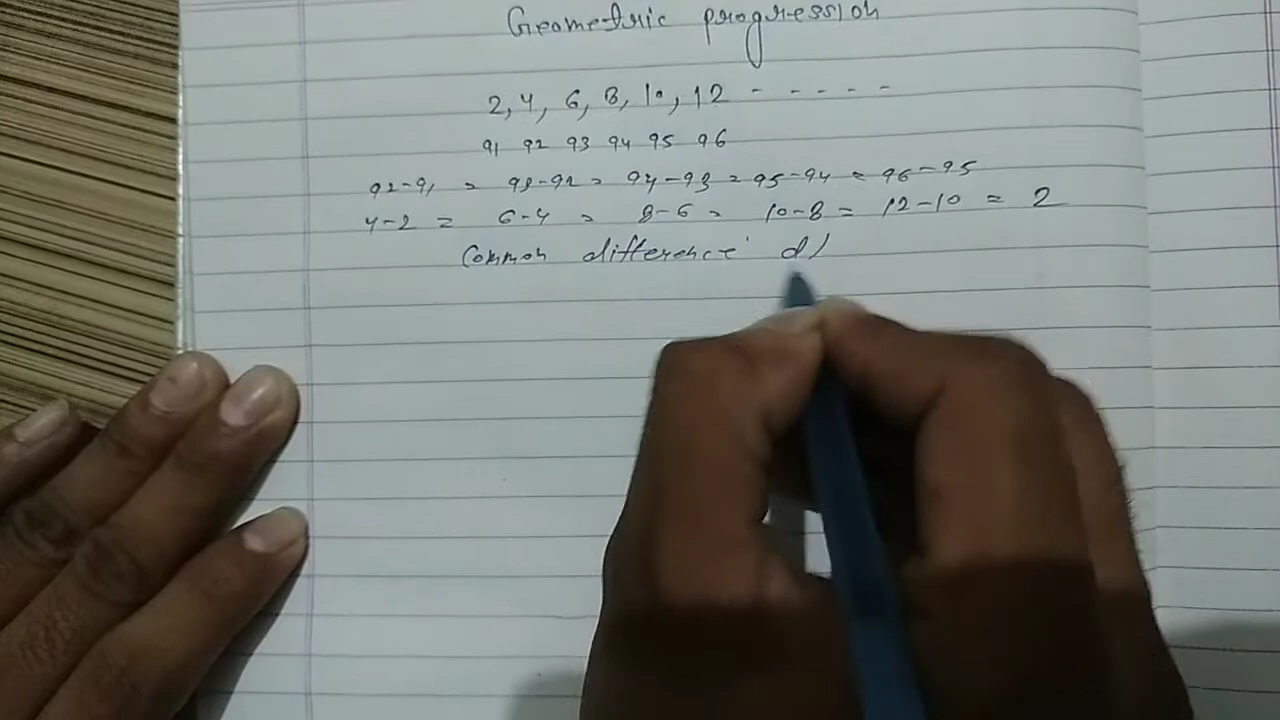 Geometric progression
2, 4, 6, 8, 10, 12 - - - - -
a1 a2 a3 a4 a5 a6
a2-a1 = a3-a2 = a4-a3 = a5-a4 = a6-a5
4-2 = 6-4 = 8-6 = 10-8 = 12-10 = 2
Common difference 'd'